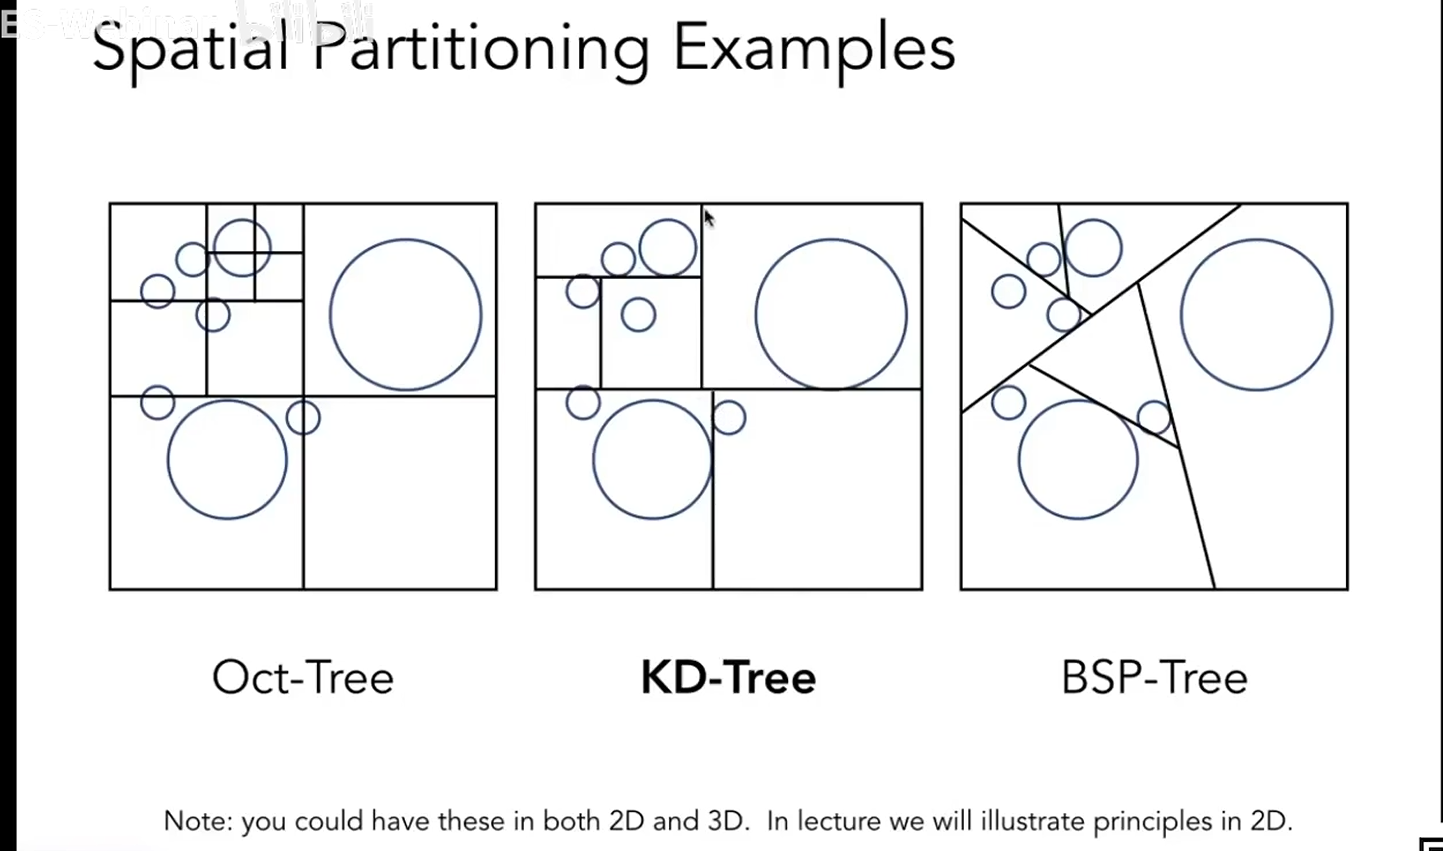 Spatial Partitioning Examples
Oct-Tree
KD-Tree
BSP-Tree
Note: you could have these in both 2D and 3D. In lecture we will illustrate principles in 2D.